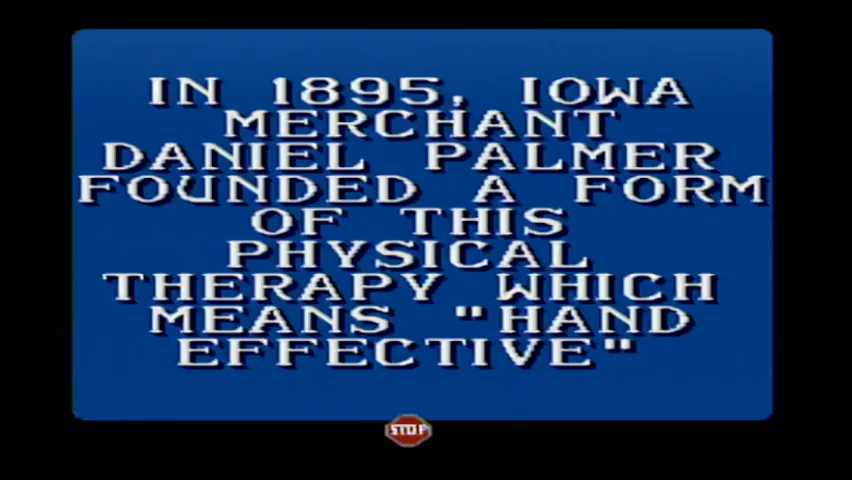 IN 1895, IOWA
MERCHANT
DANIEL PALMER
FOUNDED A FORM
OF THIS
PHYSICAL
THERAPY WHICH
MEANS "HAND
EFFECTIVE"
STOP